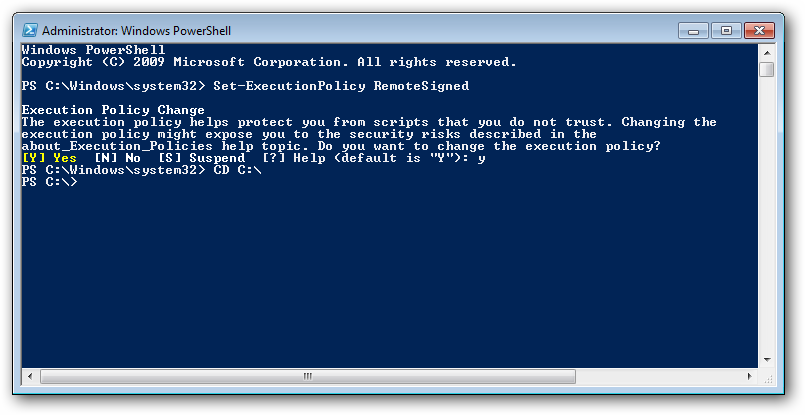 Administrator: Windows PowerShell
Windows PowerShell
Copyright (C) 2009 Microsoft Corporation. All rights reserved.
PS C:\Windows\system32> Set-ExecutionPolicy RemoteSigned
Execution Policy Change
The execution policy helps protect you from scripts that you do not trust. Changing the
execution policy might expose you to the security risks described in the
about_Execution_Policies help topic. Do you want to change the execution policy?
[Y] Yes  [N] No  [S] Suspend  [?] Help (default is "Y"): y
PS C:\Windows\system32> CD C:\
PS C:\>